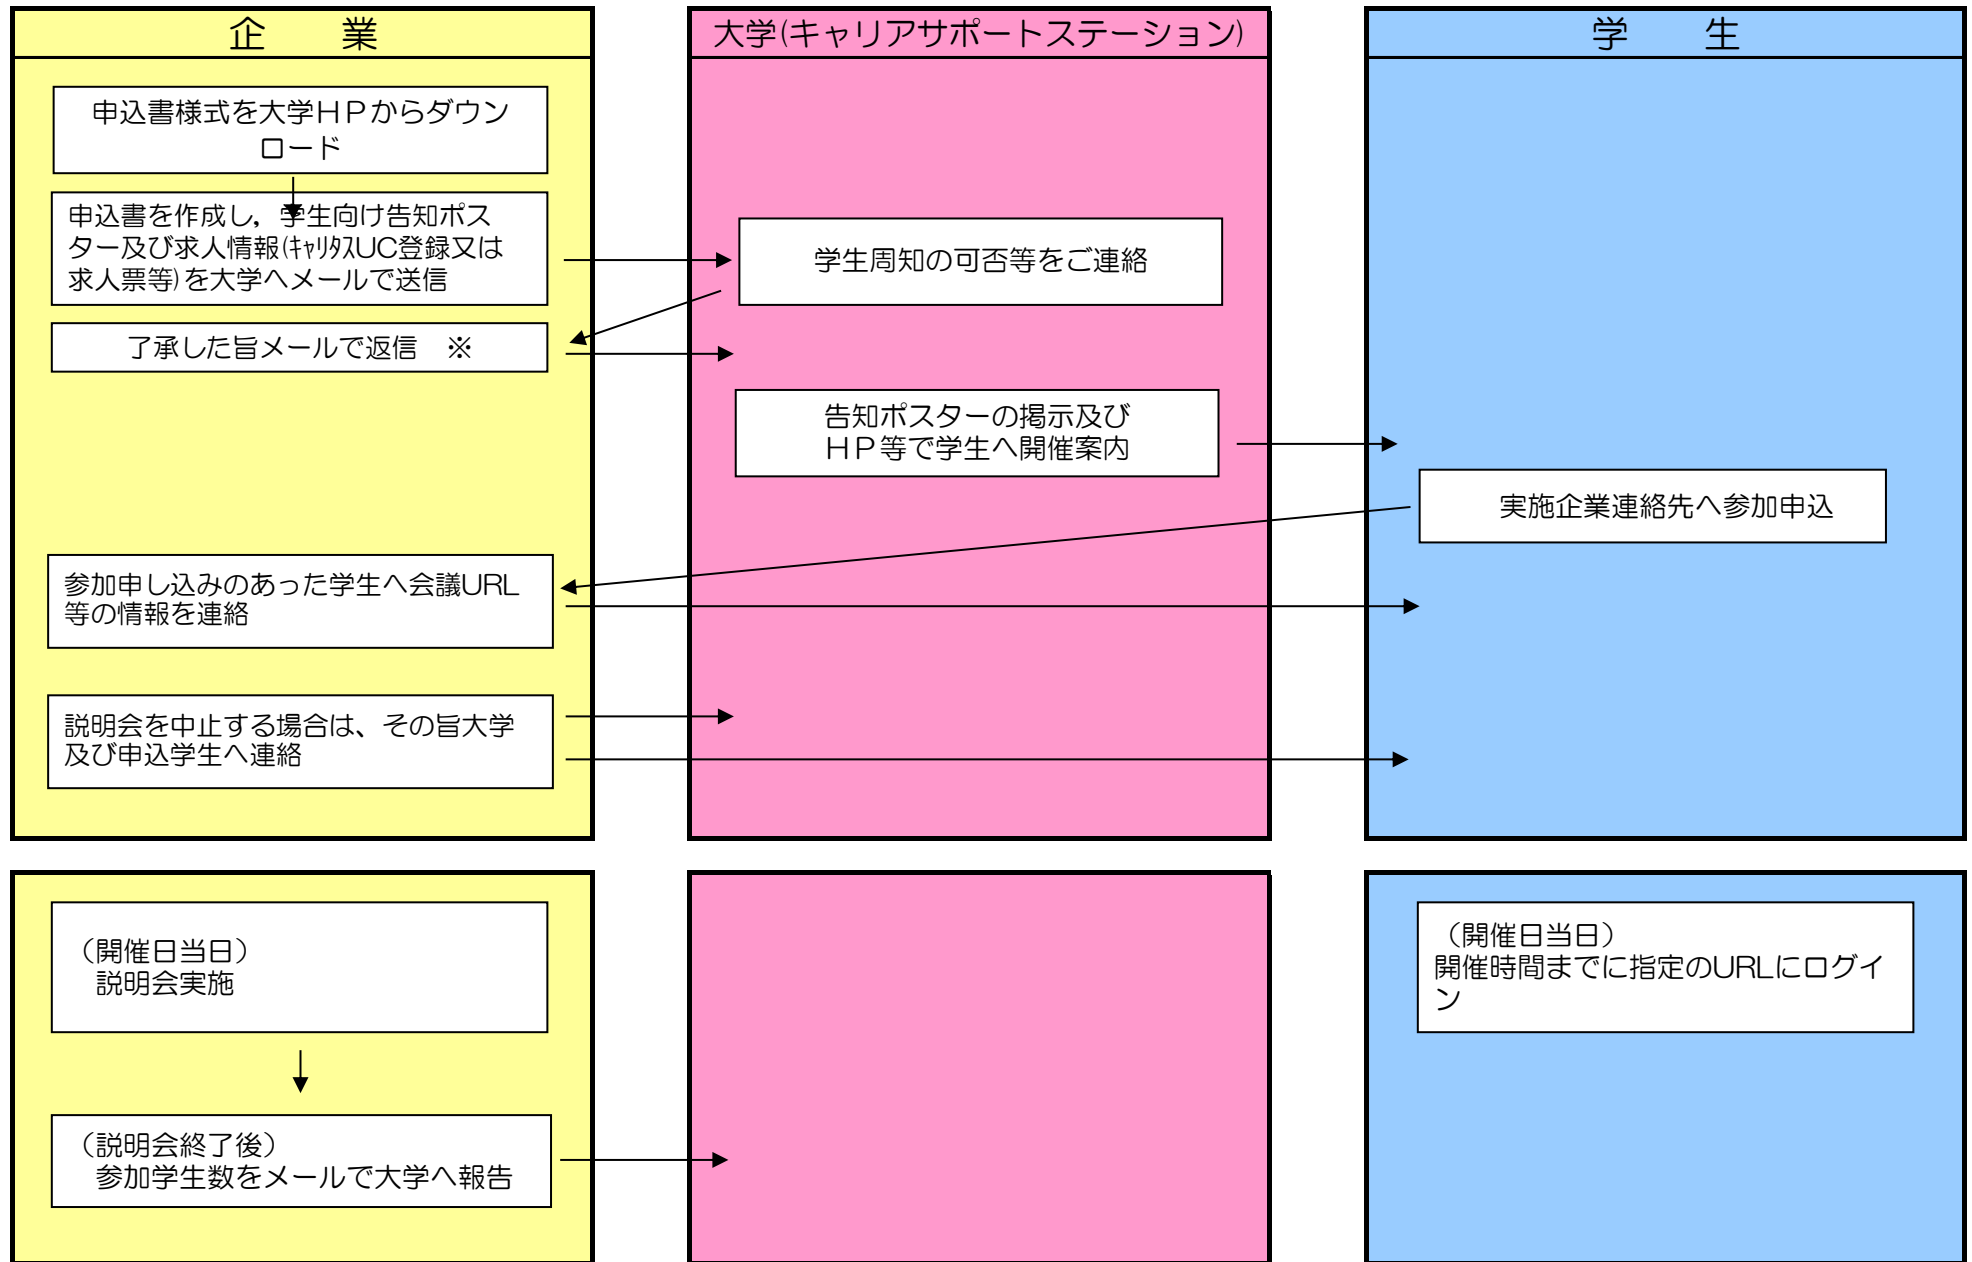 企　業
大学(キャリアサポートステーション)
学　生
申込書様式を大学ＨＰからダウン
ロード
申込書を作成し，学生向け告知ポス
ター及び求人情報(ｷｬﾘﾀｽUC登録又は
求人票等)を大学へメールで送信
学生周知の可否等をご連絡
了承した旨メールで返信　※
告知ポスターの掲示及び
ＨＰ等で学生へ開催案内
実施企業連絡先へ参加申込
参加申し込みのあった学生へ会議URL
等の情報を連絡
説明会を中止する場合は、その旨大学
及び申込学生へ連絡
（開催日当日）
説明会実施
（開催日当日）
開催時間までに指定のURLにログイ
ン
（説明会終了後）
参加学生数をメールで大学へ報告